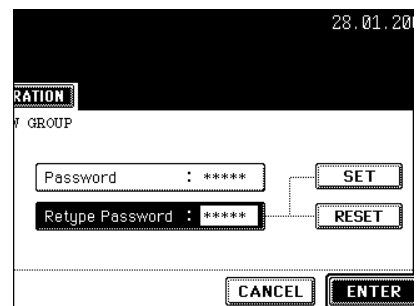 28.01.20
RATION
GROUP
Password : ***** SET
Retype Password : ***** RESET
CANCEL ENTER